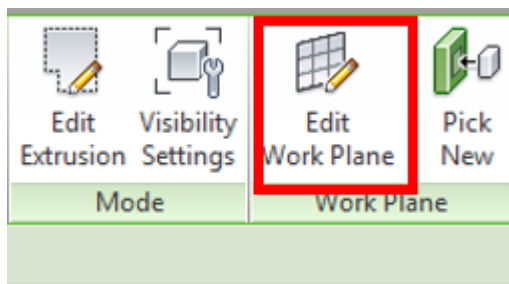 Edit Extrusion
Visibility Settings
Edit Work Plane
Pick New
Mode
Work Plane